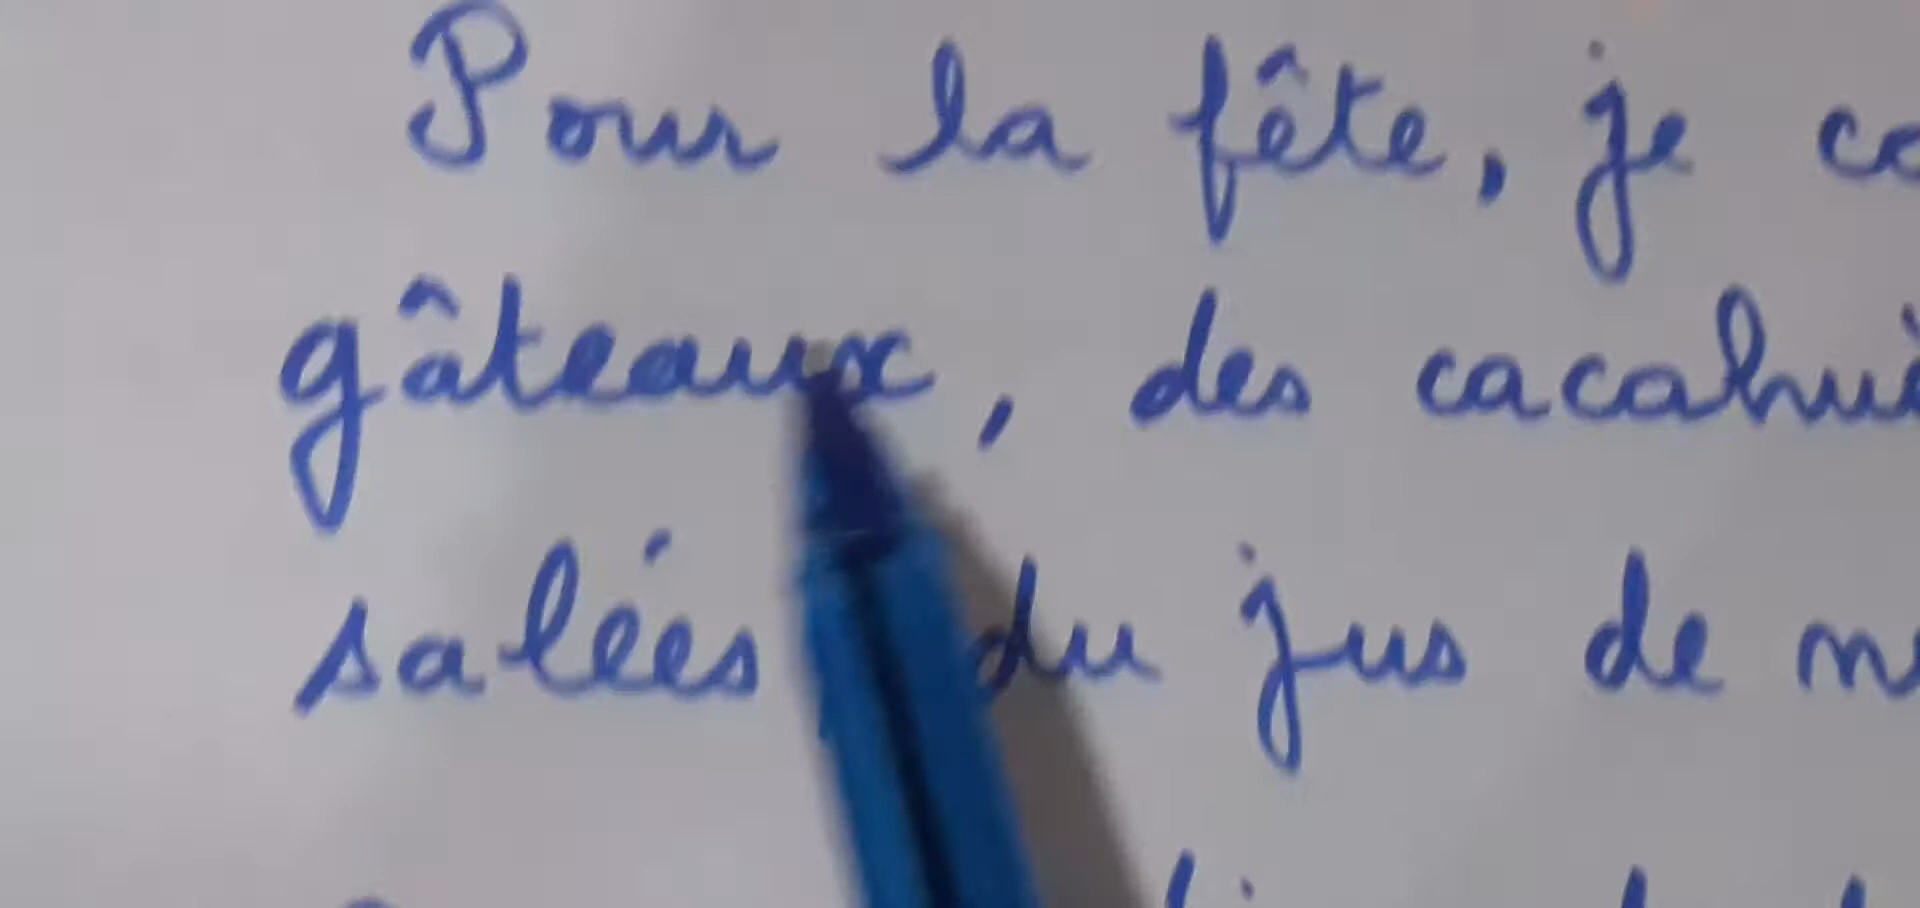 Pour la fête, je
gâteaux, des
salées du jus de